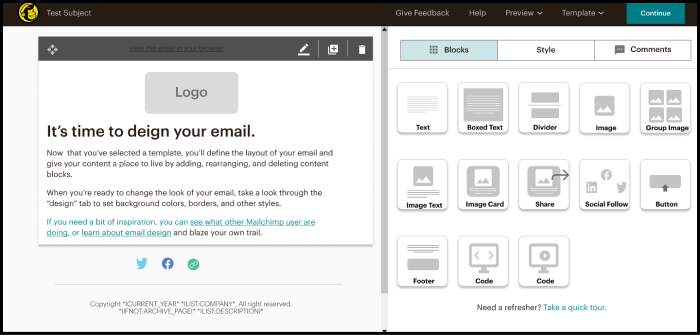 Test Subject
Give Feedback
Help
Preview
Template
Continue
View this email in your browser
Blocks
Style
Comments
Logo
It's time to deign your email.
Now that you've selected a template, you'll define the layout of your email and
give your content a place to live by adding, rearranging, and deleting content
blocks.
When you're ready to change the look of your email, take a look through the
"design" tab to set background colors, borders, and other styles.
If you need a bit of inspiration, you can see what other Mailchimp user are
doing, or learn about email design and blaze your own trail.
Copyright *ICURRENT_YEAR* *ILIST:COMPANY*, All right reserved.
*IIFNOT:ARCHIVE_PAGEI* *ILIST:DESCRIPTIONI*
Text
Boxed Text
Divider
Image
Group Image
Image Text
Image Card
Share
Social Follow
Button
Footer
Code
Code
Need a refresher? Take a quick tour.